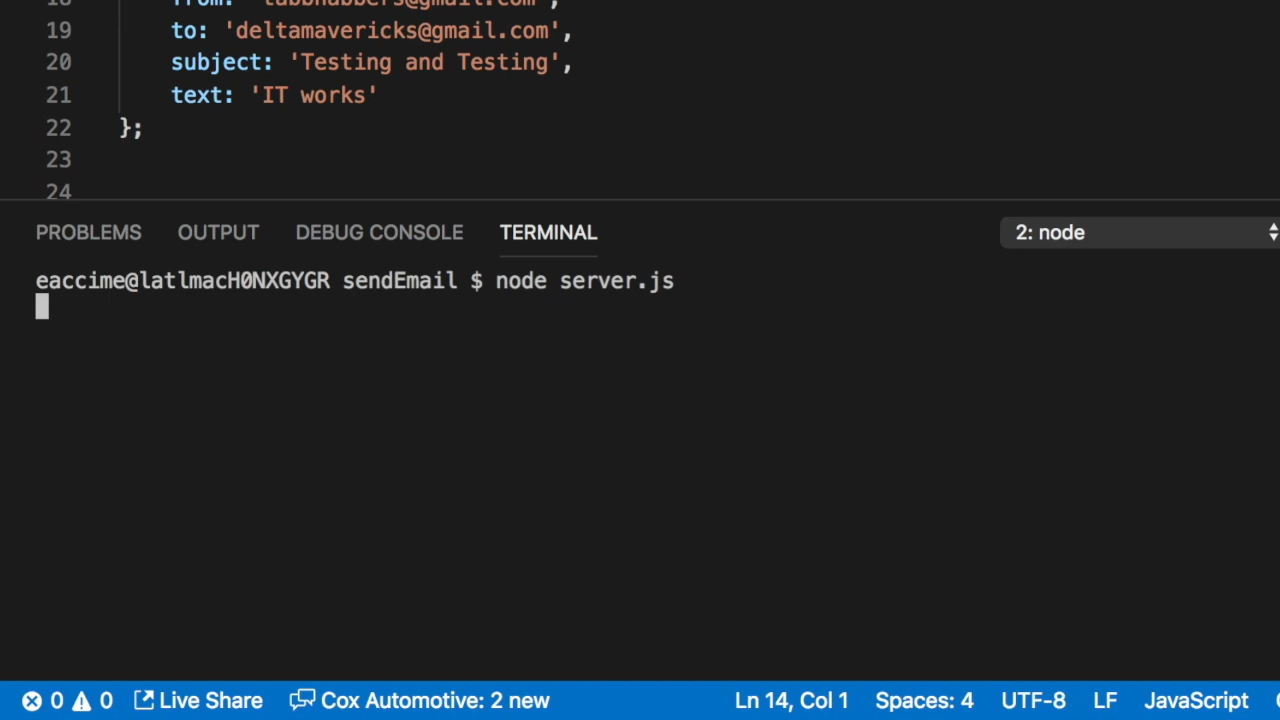 19 to: 'deltamavericks@gmail.com',
20 subject: 'Testing and Testing',
21 text: 'IT works'
22 };
23
24
PROBLEMS OUTPUT DEBUG CONSOLE TERMINAL 2: node
eaccime@latlmacH0NXGYGR sendEmail $ node server.js
0 0 Live Share Cox Automotive: 2 new Ln 14, Col 1 Spaces: 4 UTF-8 LF JavaScript